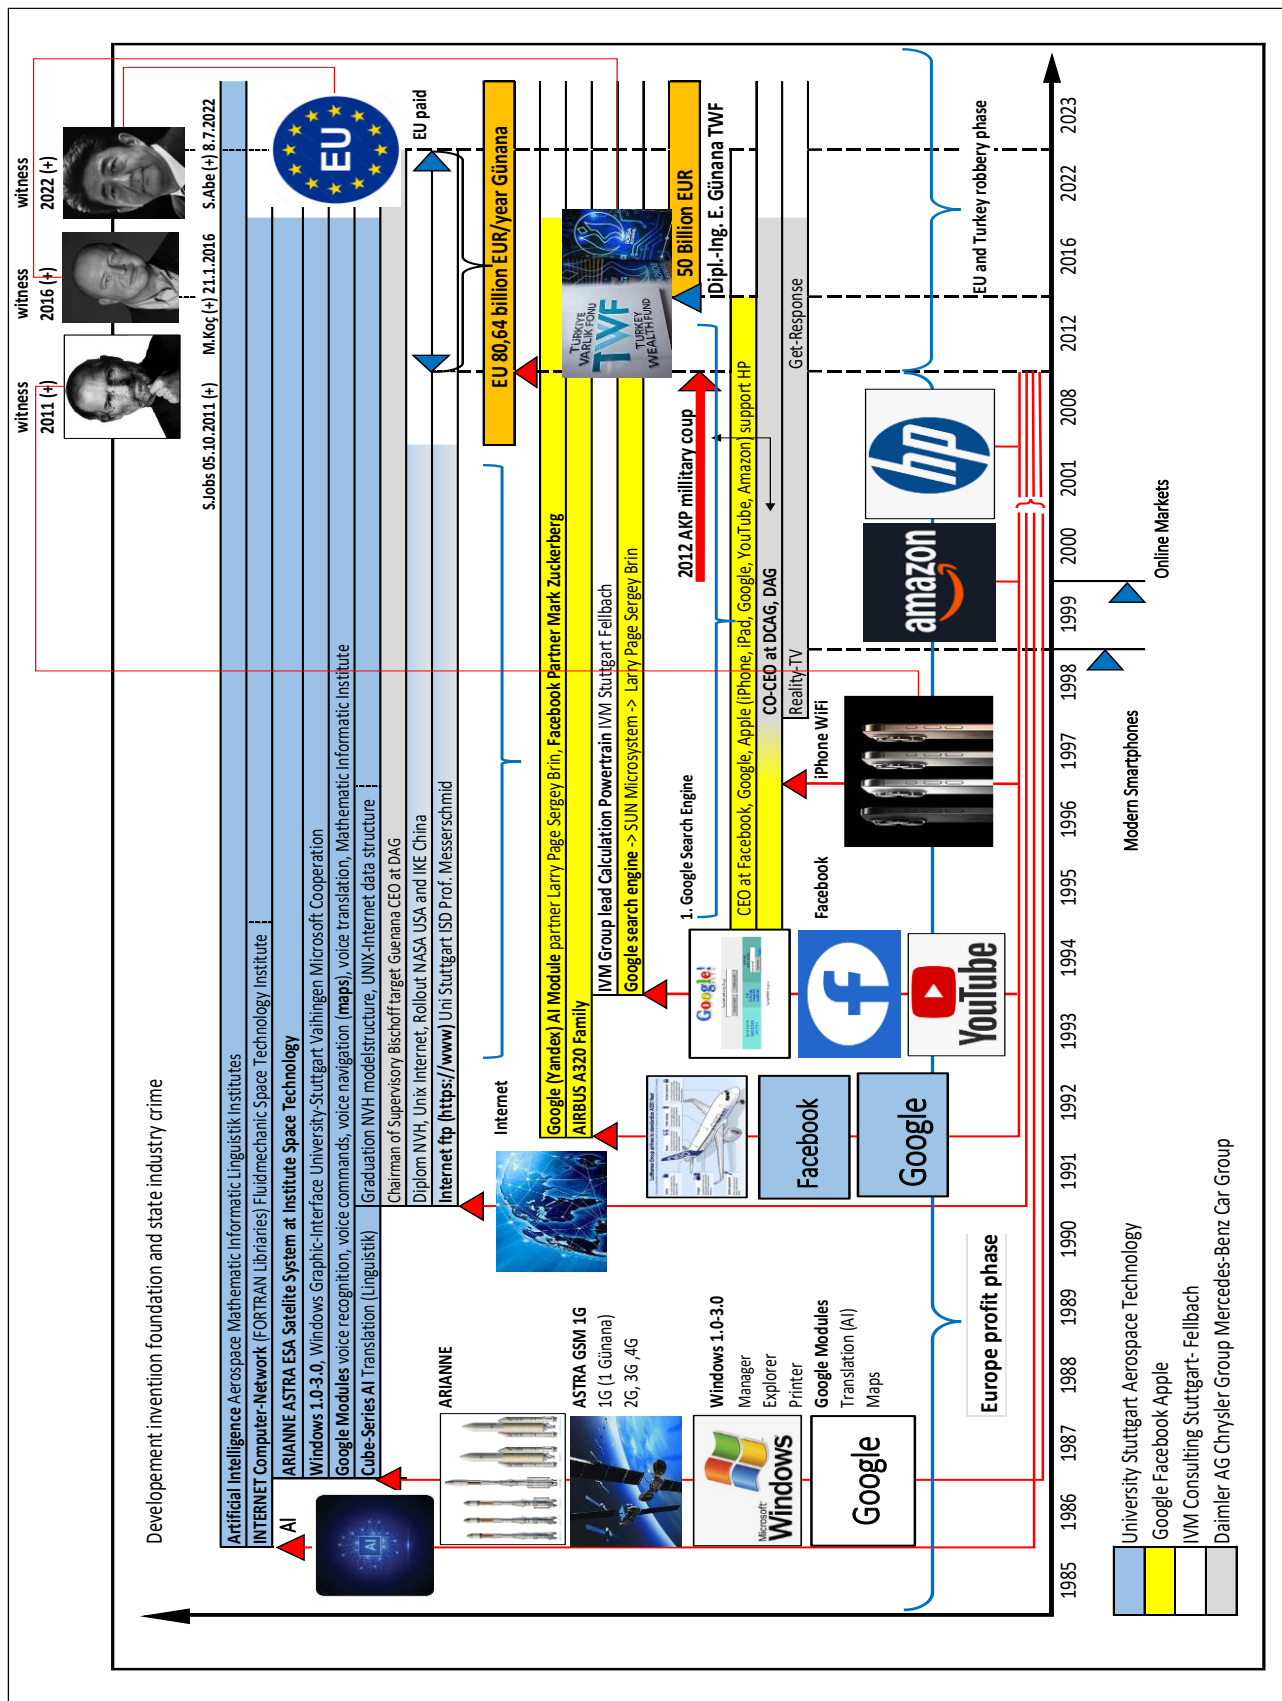 Developement invention foundation and state industry crime
witness
2011 (+)
witness
2016 (+)
witness
2022 (+)
S.Jobs 05.10.2011 (+)
M.Koç (+) 21.1.2016
S.Abe (+) 8.7.2022
Artificial Intelligence Aerospace Mathematic Informatic Linguistik Institutes
INTERNET Computer-Network (FORTRAN Libriaries) Fluidmechanic Space Technology Institute
ARIANNE ASTRA ESA Satelite System at Institute Space Technology
Windows 1.0-3.0, Windows Graphic-Interface University-Stuttgart Vaihingen Microsoft Cooperation
Google Modules voice recognition, voice commands, voice navigation (maps), voice translation, Mathematic Informatic Institute
Cube-Series AI Translation (Linguistik)
Graduation NVH modelstructure, UNIX-Internet data structure
Chairman of Supervisory Bischoff target Guenana CEO at DAG
Diplom NVH, Unix Internet, Rollout NASA USA and IKE China
Internet ftp (https://www) Uni Stuttgart ISD Prof. Messerschmid
EU
EU paid
AI
AI
ARIANNE
Internet
EU 80,64 billion EUR/year Günana
Google (Yandex) AI Module partner Larry Page Sergey Brin, Facebook Partner Mark Zuckerberg
AIRBUS A320 Family
IVM Group lead Calculation Powertrain IVM Stuttgart Fellbach
Google search engine -> SUN Microsystem -> Larry Page Sergey Brin
TÜRKİYE
VARLIK FONU
TWF
TURKEY
WEALTH FUND
50 Billion EUR
Dipl.-Ing. E. Günana TWF
ASTRA GSM 1G
1G (1 Günana)
2G, 3G ,4G
2012 AKP millitary coup
1. Google Search Engine
Google!
CEO at Facebook, Google, Apple (iPhone, iPad, Google, YouTube, Amazon) support HP
CO-CEO at DCAG, DAG
Reality-TV
Get-Response
Microsoft
Windows
Windows 1.0-3.0
Manager
Explorer
Printer
Google
Google Modules
Translation (AI)
Maps
Facebook
Google
Facebook
YouTube
iPhone WiFi
amazon
hp
Europe profit phase
EU and Turkey robbery phase
1985
1986
1987
1988
1989
1990
1991
1992
1993
1994
1995
1996
1997
1998
1999
2000
2001
2008
2012
2016
2022
2023
Modern Smartphones
Online Markets
University Stuttgart Aerospace Technology
Google Facebook Apple
IVM Consulting Stuttgart- Fellbach
Daimler AG Chrysler Group Mercedes-Benz Car Group